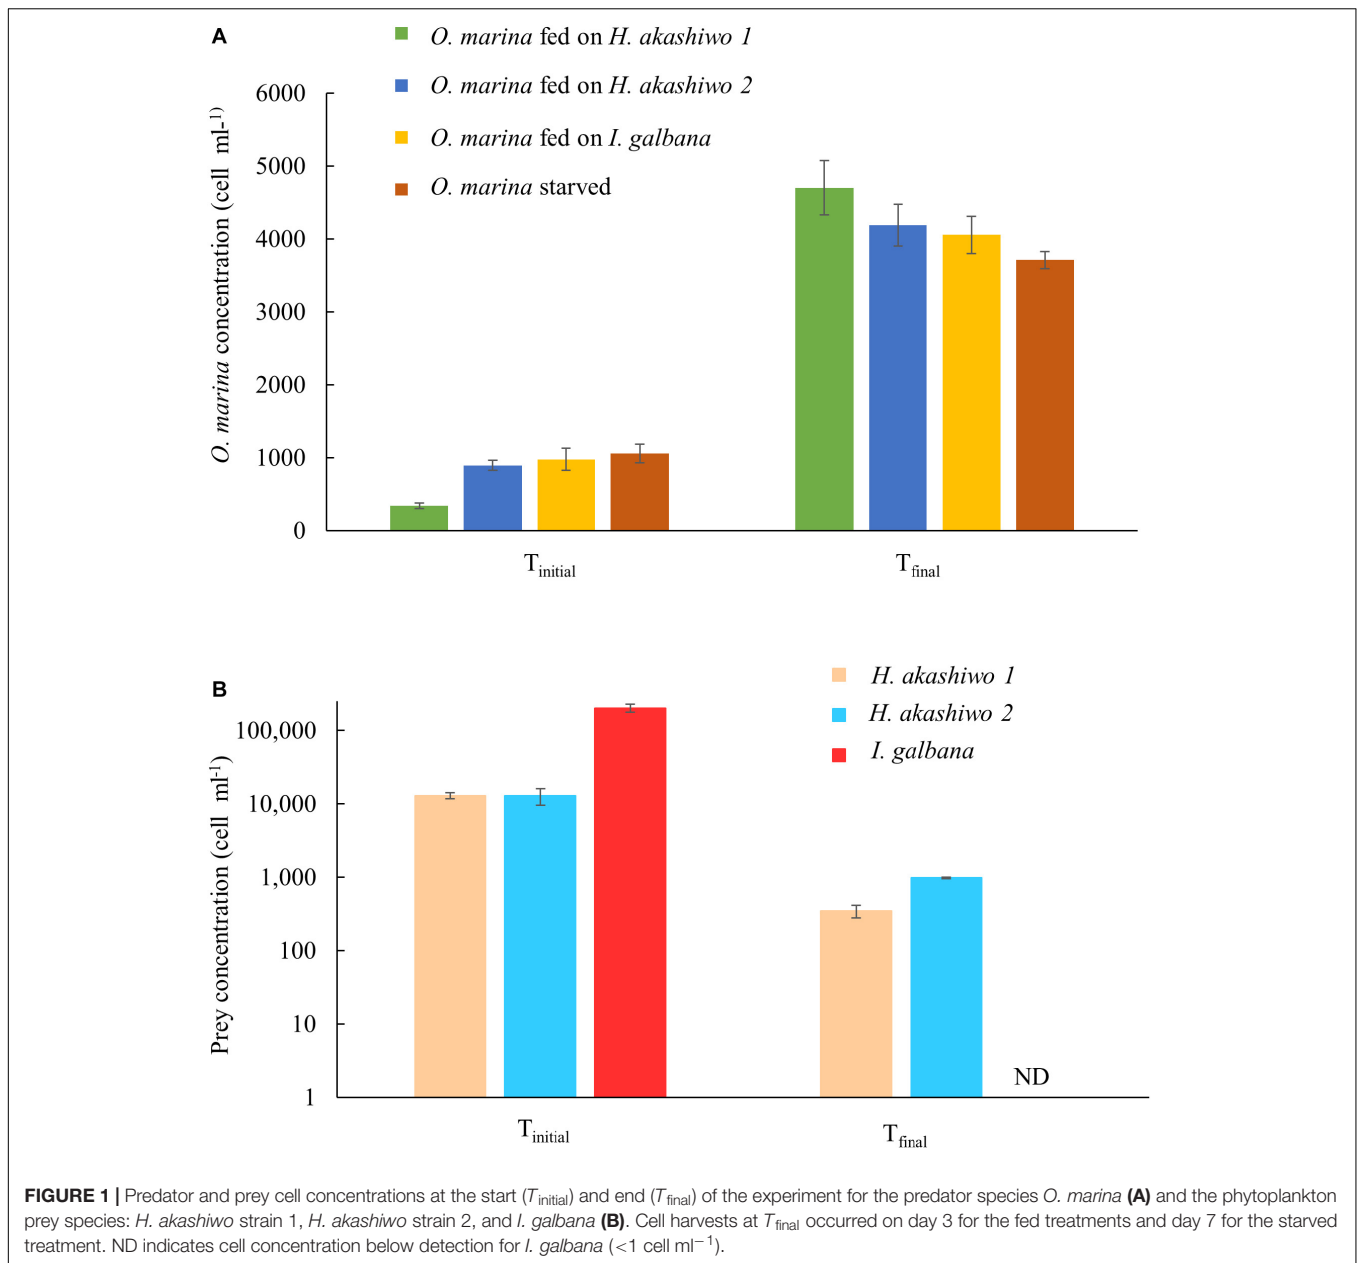 A
O. marina fed on H. akashiwo 1
O. marina fed on H. akashiwo 2
O. marina fed on I. galbana
O. marina starved
O. marina concentration (cell ml-1)
6000
5000
4000
3000
2000
1000
0
Tinitial
Tfinal
B
H. akashiwo 1
H. akashiwo 2
I. galbana
Prey concentration (cell ml-1)
100,000
10,000
1,000
100
10
1
ND
Tinitial
Tfinal
FIGURE 1 | Predator and prey cell concentrations at the start (Tinitial) and end (Tfinal) of the experiment for the predator species O. marina (A) and the phytoplankton
prey species: H. akashiwo strain 1, H. akashiwo strain 2, and I. galbana (B). Cell harvests at Tfinal occurred on day 3 for the fed treatments and day 7 for the starved
treatment. ND indicates cell concentration below detection for I. galbana (<1 cell ml−1).